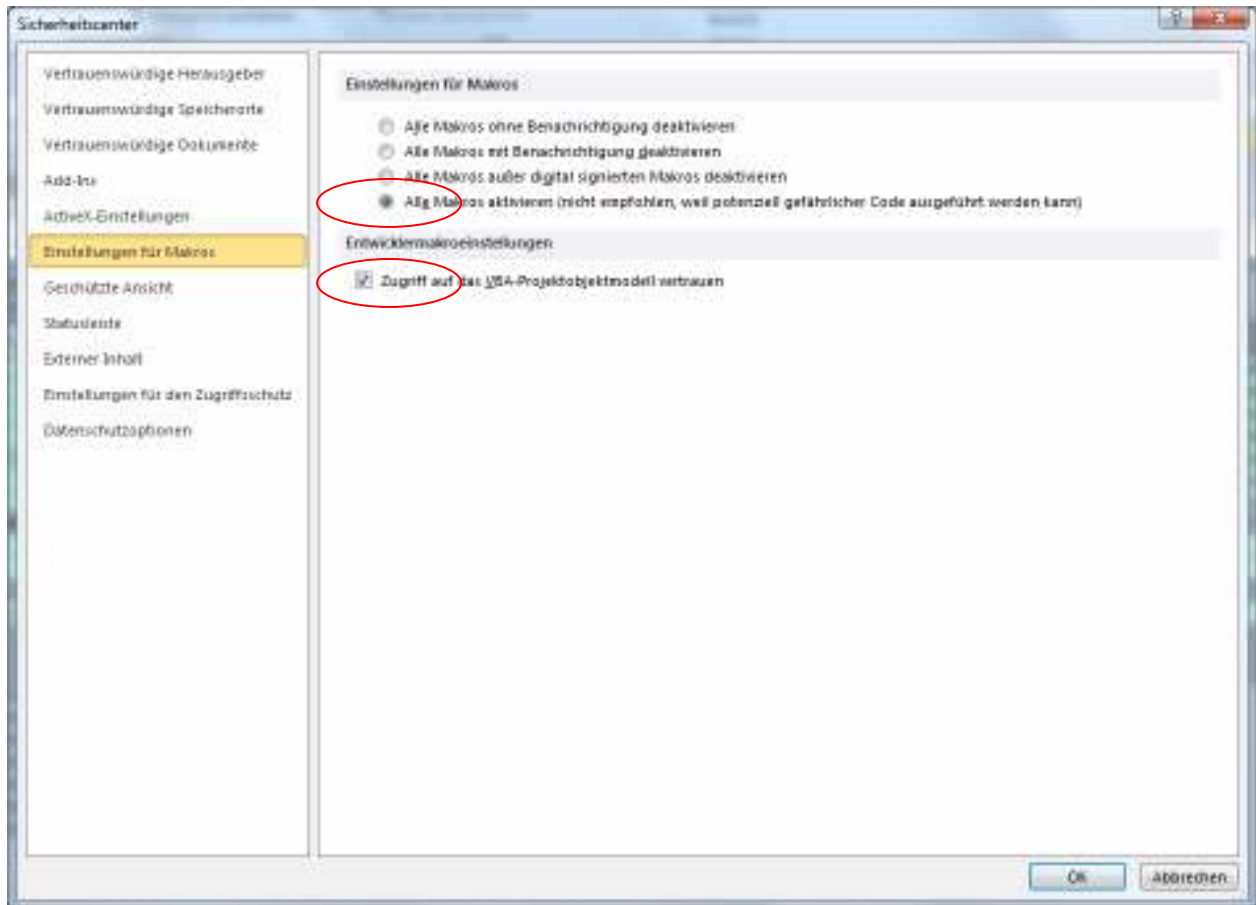 Sicherheitscenter
Vertrauenswürdige Herausgeber
Vertrauenswürdige Speicherorte
Vertrauenswürdige Dokumente
Add-Ins
ActiveX-Einstellungen
Einstellungen für Makros
Geschützte Ansicht
Statusleiste
Externer Inhalt
Einstellungen für den Zugriffsschutz
Datenschutzoptionen
Einstellungen für Makros
Alle Makros ohne Benachrichtigung deaktivieren
Alle Makros mit Benachrichtigung deaktivieren
Alle Makros außer digital signierten Makros deaktivieren
Alle Makros aktivieren (nicht empfohlen, weil potenziell gefährlicher Code ausgeführt werden kann)
Entwicklermakroeinstellungen
Zugriff auf das VBA-Projektobjektmodell vertrauen
OK
Abbrechen